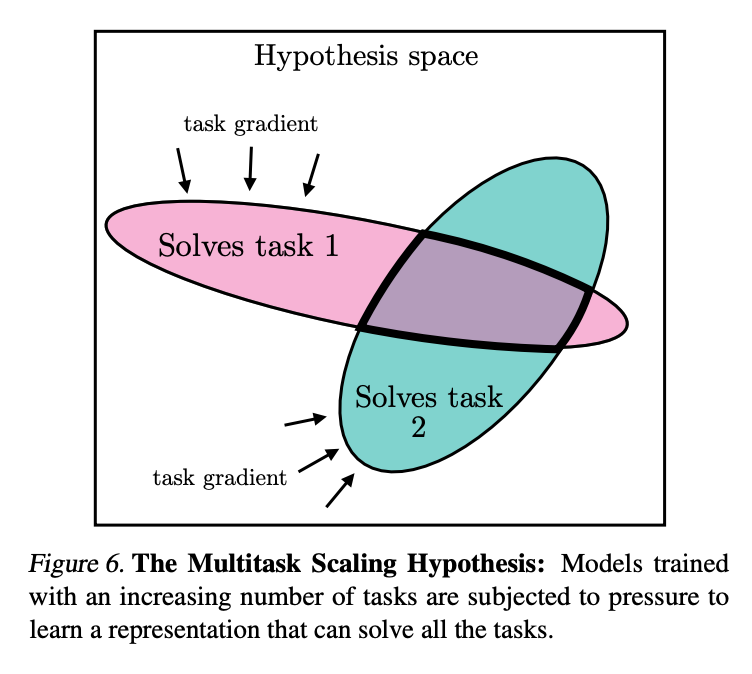 Hypothesis space
task gradient
Solves task 1
Solves task
2
task gradient
Figure 6. The Multitask Scaling Hypothesis: Models trained
with an increasing number of tasks are subjected to pressure to
learn a representation that can solve all the tasks.